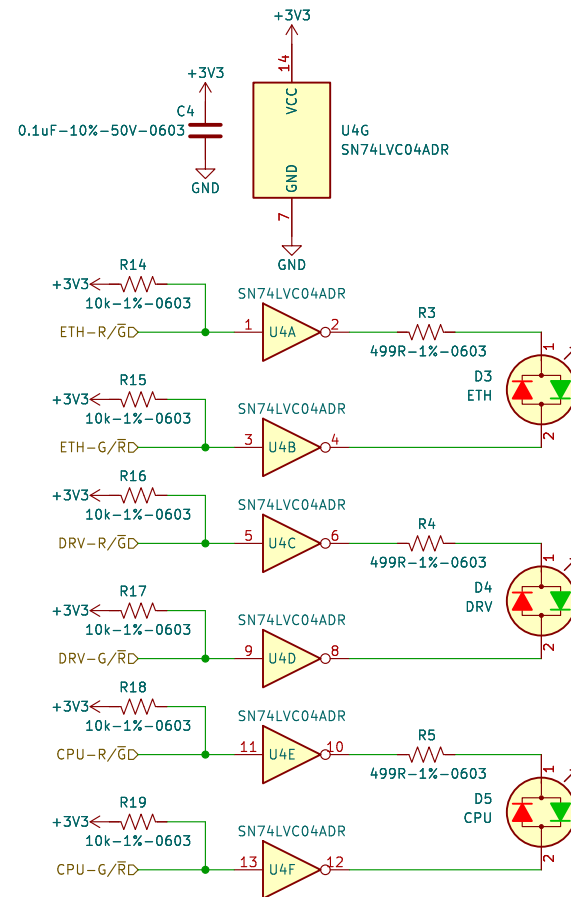 +3V3
14
+3V3
C4
0.1uF-10%-50V-0603
VCC
U4G
SN74LVC04ADR
GND
GND
7
GND
R14
SN74LVC04ADR
+3V3
10k-1%-0603
R3
ETH-R/G̅
1
U4A
2
499R-1%-0603
1
R15
D3
+3V3
ETH
10k-1%-0603
SN74LVC04ADR
ETH-G/R̅
3
U4B
4
2
R16
+3V3
SN74LVC04ADR
10k-1%-0603
R4
DRV-R/G̅
5
U4C
6
499R-1%-0603
1
R17
D4
+3V3
DRV
10k-1%-0603
SN74LVC04ADR
DRV-G/R̅
9
U4D
8
2
R18
+3V3
SN74LVC04ADR
10k-1%-0603
R5
CPU-R/G̅
11
U4E
10
499R-1%-0603
1
R19
D5
+3V3
CPU
10k-1%-0603
SN74LVC04ADR
CPU-G/R̅
13
U4F
12
2